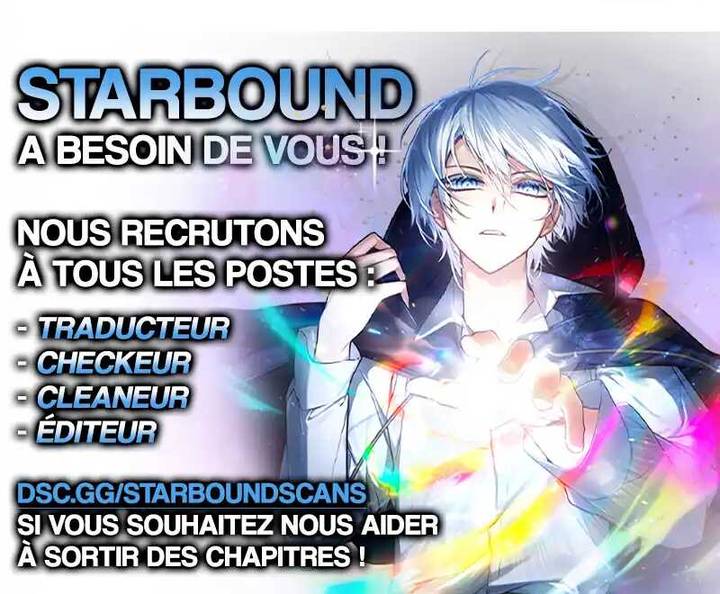 STARBOUND
A BESOIN DE VOUS !
NOUS RECRUTONS
À TOUS LES POSTES :
- TRADUCTEUR
- CHECKEUR
- CLEANEUR
- ÉDITEUR
DSC.GG/STARBOUNDSCANS
SI VOUS SOUHAITEZ NOUS AIDER
À SORTIR DES CHAPITRES !